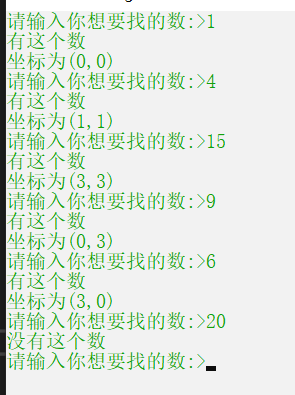 请输入你想要找的数:>1
有这个数
坐标为(0,0)
请输入你想要找的数:>4
有这个数
坐标为(1,1)
请输入你想要找的数:>15
有这个数
坐标为(3,3)
请输入你想要找的数:>9
有这个数
坐标为(0,3)
请输入你想要找的数:>6
有这个数
坐标为(3,0)
请输入你想要找的数:>20
没有这个数
请输入你想要找的数:>